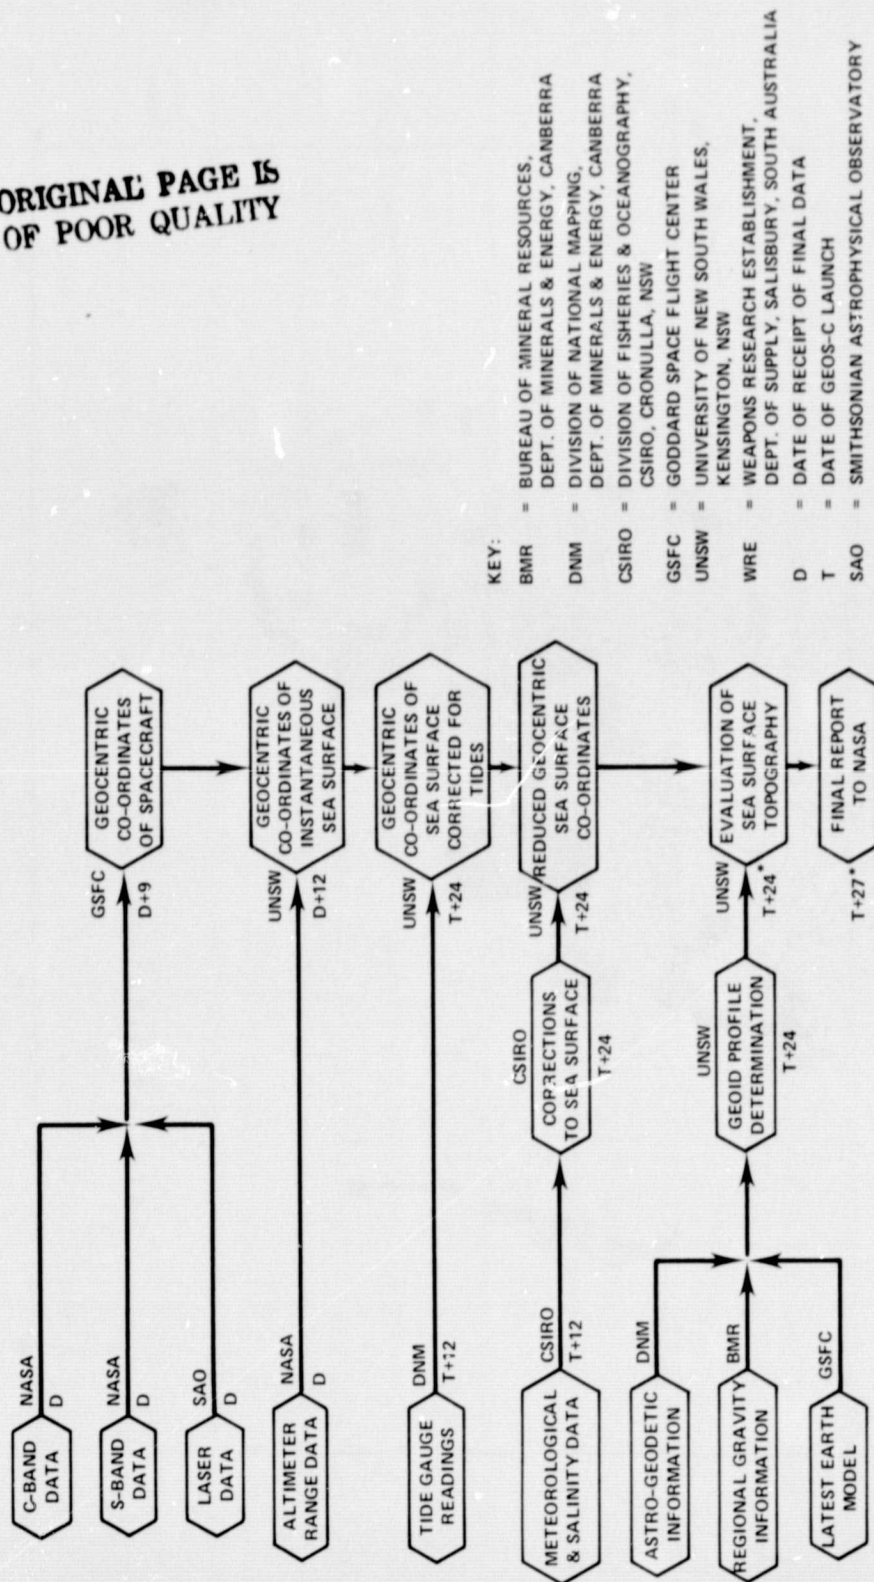 ORIGINAL PAGE IS
OF POOR QUALITY
C-BAND
DATA
NASA
D
S-BAND
DATA
NASA
D
LASER
DATA
SAO
D
GSFC
D+9
GEOCENTRIC
CO-ORDINATES
OF SPACECRAFT
ALTIMETER
RANGE DATA
NASA
D
UNSW
D+12
GEOCENTRIC
CO-ORDINATES OF
INSTANTANEOUS
SEA SURFACE
TIDE GAUGE
READINGS
DNM
T+12
UNSW
T+24
GEOCENTRIC
CO-ORDINATES OF
SEA SURFACE
CORRECTED FOR
TIDES
METEOROLOGICAL
& SALINITY DATA
CSIRO
T+12
CSIRO
CORRECTIONS
TO SEA SURFACE
T+24
UNSW
T+24
REDUCED GEOCENTRIC
SEA SURFACE
CO-ORDINATES
ASTRO-GEODETIC
INFORMATION
DNM
REGIONAL GRAVITY
INFORMATION
BMR
LATEST EARTH
MODEL
GSFC
UNSW
GEOID PROFILE
DETERMINATION
T+24
UNSW
T+24*
EVALUATION OF
SEA SURFACE
TOPOGRAPHY
T+27*
FINAL REPORT
TO NASA
KEY:
BMR = BUREAU OF MINERAL RESOURCES,
DEPT. OF MINERALS & ENERGY, CANBERRA
DNM = DIVISION OF NATIONAL MAPPING,
DEPT. OF MINERALS & ENERGY, CANBERRA
CSIRO = DIVISION OF FISHERIES & OCEANOGRAPHY,
CSIRO, CRONULLA, NSW
GSFC = GODDARD SPACE FLIGHT CENTER
UNSW = UNIVERSITY OF NEW SOUTH WALES,
KENSINGTON, NSW
WRE = WEAPONS RESEARCH ESTABLISHMENT,
DEPT. OF SUPPLY, SALISBURY, SOUTH AUSTRALIA
D = DATE OF RECEIPT OF FINAL DATA
T = DATE OF GEOS-C LAUNCH
SAO = SMITHSONIAN ASTROPHYSICAL OBSERVATORY